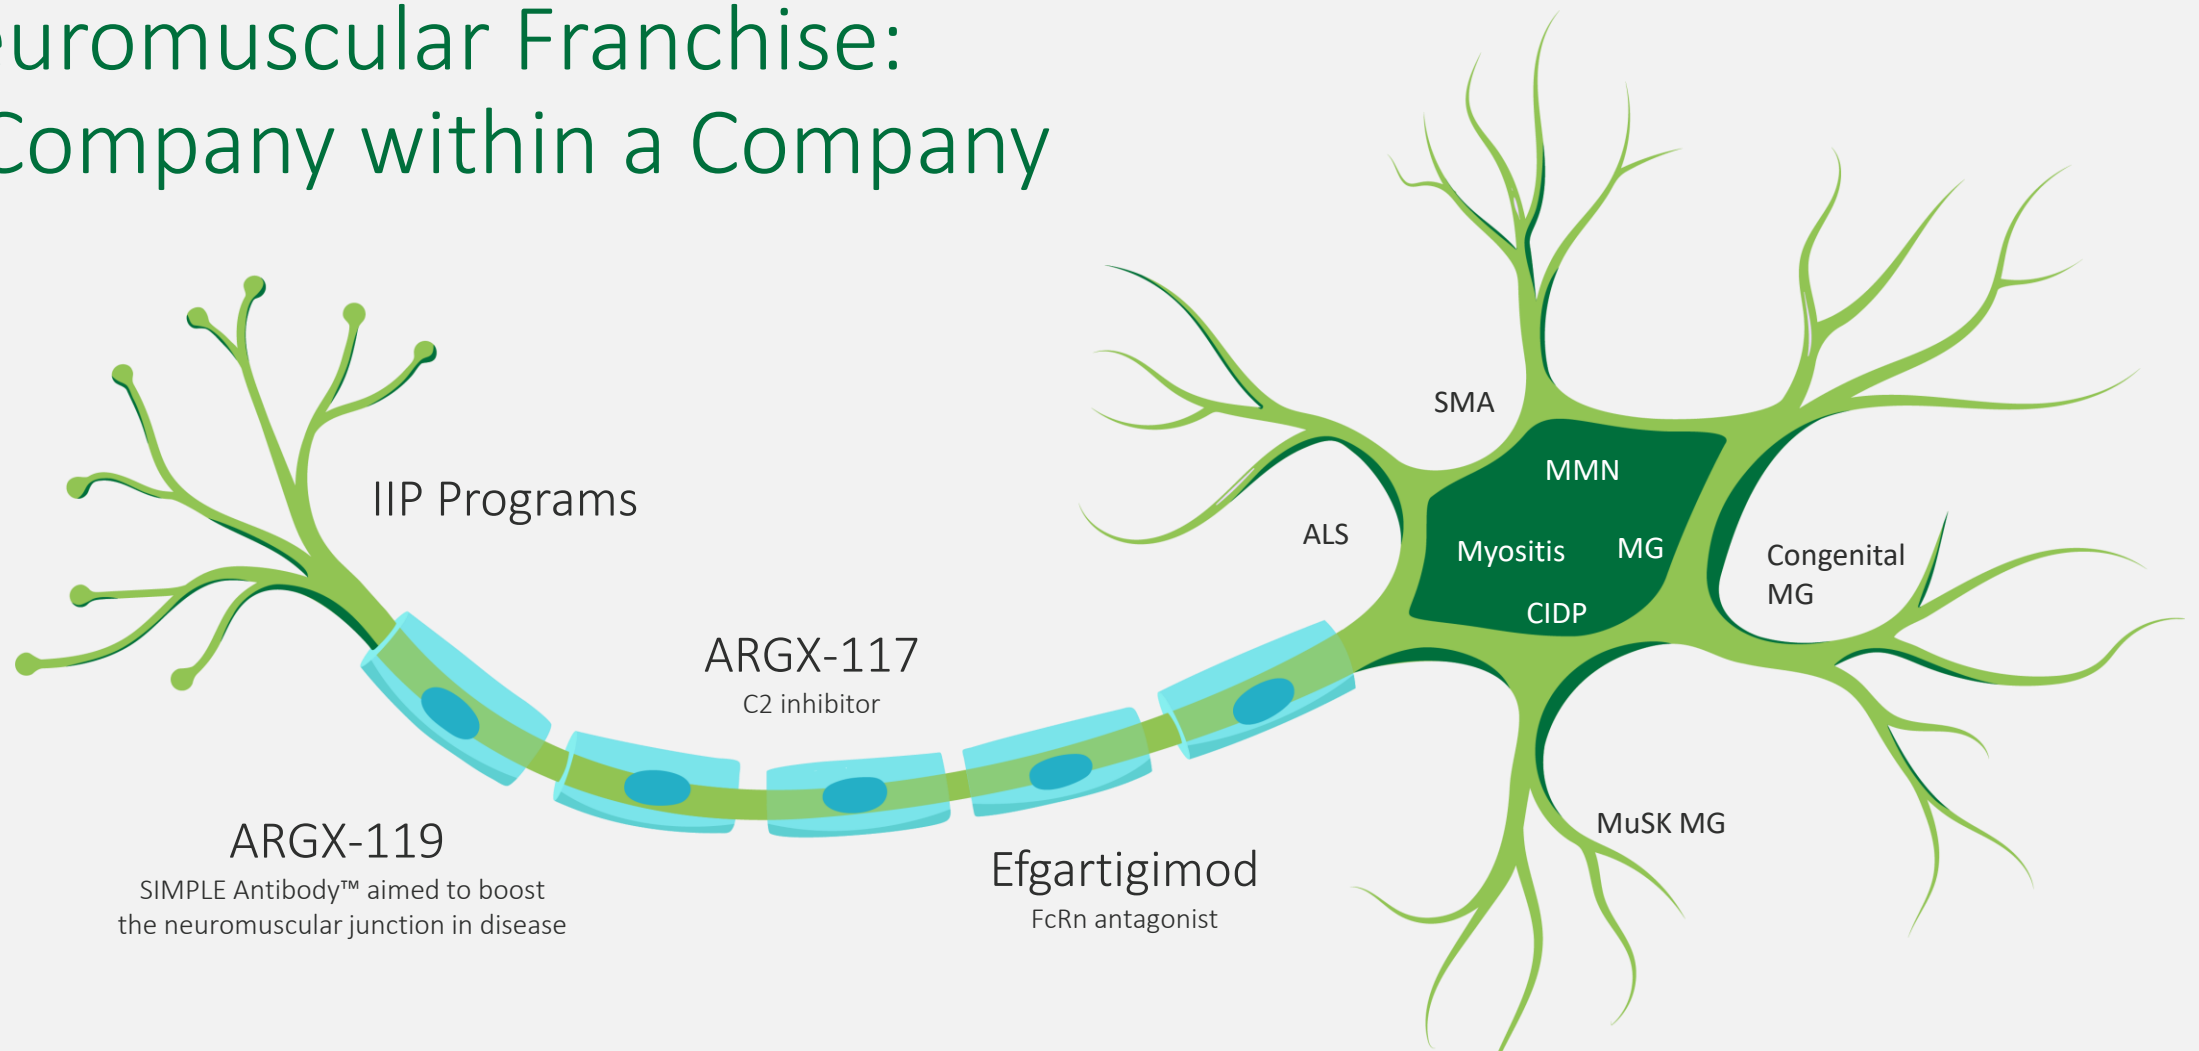 uromuscular Franchise:
Company within a Company
IIP Programs
ARGX-117
C2 inhibitor
ARGX-119
SIMPLE Antibody™ aimed to boost
the neuromuscular junction in disease
Efgartigimod
FcRn antagonist
SMA
MMN
ALS
Myositis
MG
CIDP
Congenital
MG
MuSK MG